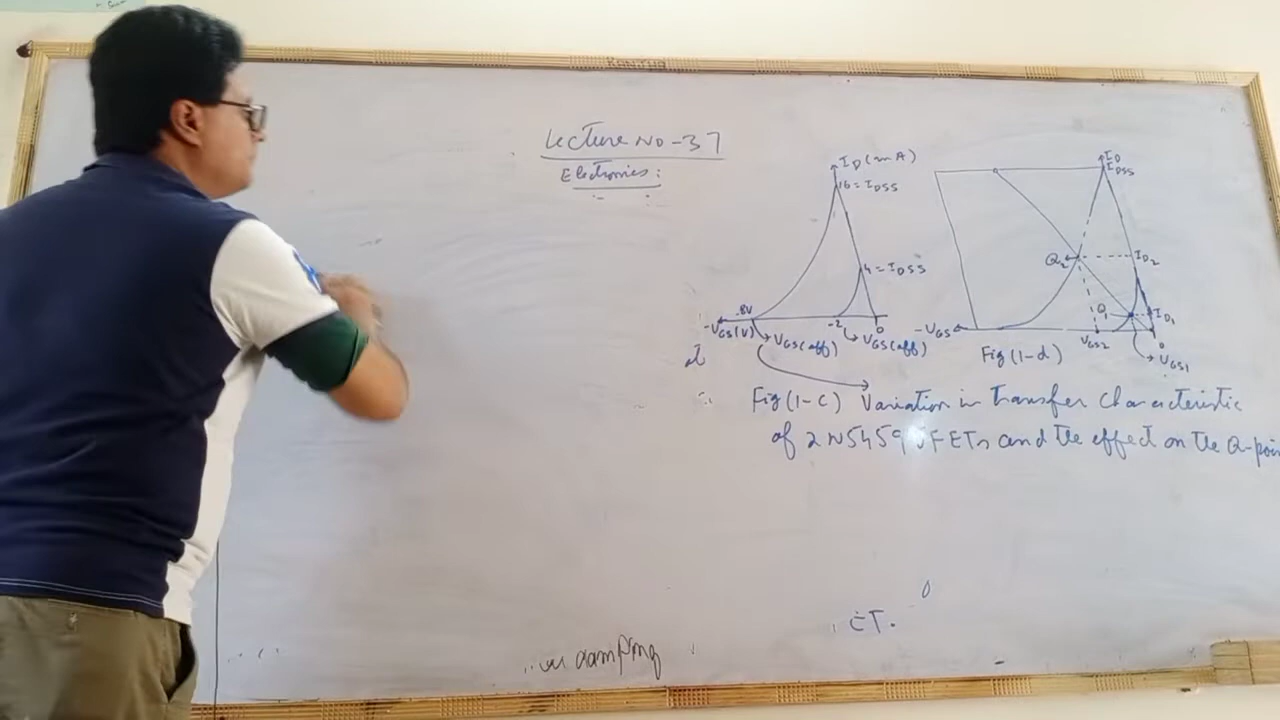 Lecture No-37
Electronics:
ID(mA)
16 = IDSS
4 = IDSS
-8V
-2
0
-VGS(V)
VGS(off)
VGS(off)
ID
IDSS
Q2
ID2
Q1
ID1
-VGS
VGS2
0
VGS1
Fig(1-d)
Fig(1-c) Variation in transfer Characteristic
of 2N5459 JFETs and the effect on the Q-poin
CT.
damping